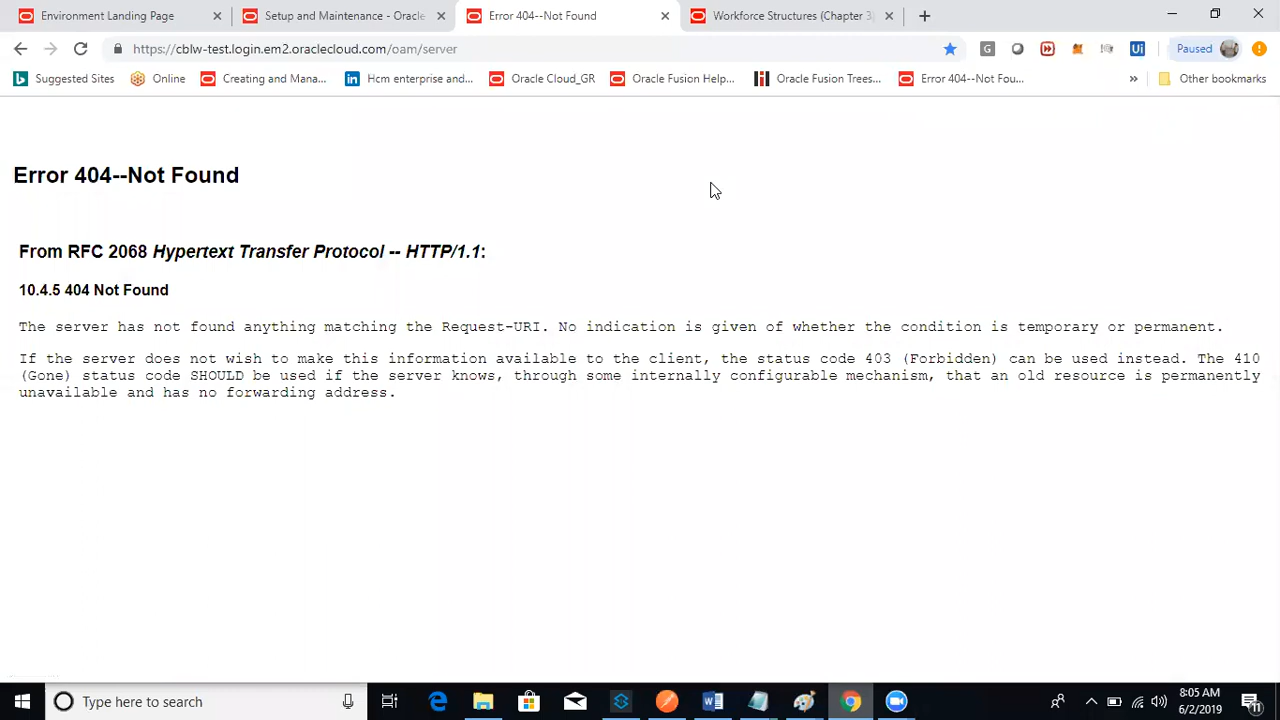 Environment Landing Page
Setup and Maintenance - Oracle
Error 404--Not Found
Workforce Structures (Chapter 3)
https://cblw-test.login.em2.oraclecloud.com/oam/server
Paused
Suggested Sites
Online
Creating and Mana...
Hcm enterprise and...
Oracle Cloud_GR
Oracle Fusion Help...
Oracle Fusion Trees...
Error 404--Not Fou...
Other bookmarks
Error 404--Not Found
From RFC 2068 Hypertext Transfer Protocol -- HTTP/1.1:
10.4.5 404 Not Found
The server has not found anything matching the Request-URI. No indication is given of whether the condition is temporary or permanent.
If the server does not wish to make this information available to the client, the status code 403 (Forbidden) can be used instead. The 410
(Gone) status code SHOULD be used if the server knows, through some internally configurable mechanism, that an old resource is permanently
unavailable and has no forwarding address.
Type here to search
8:05 AM
6/2/2019